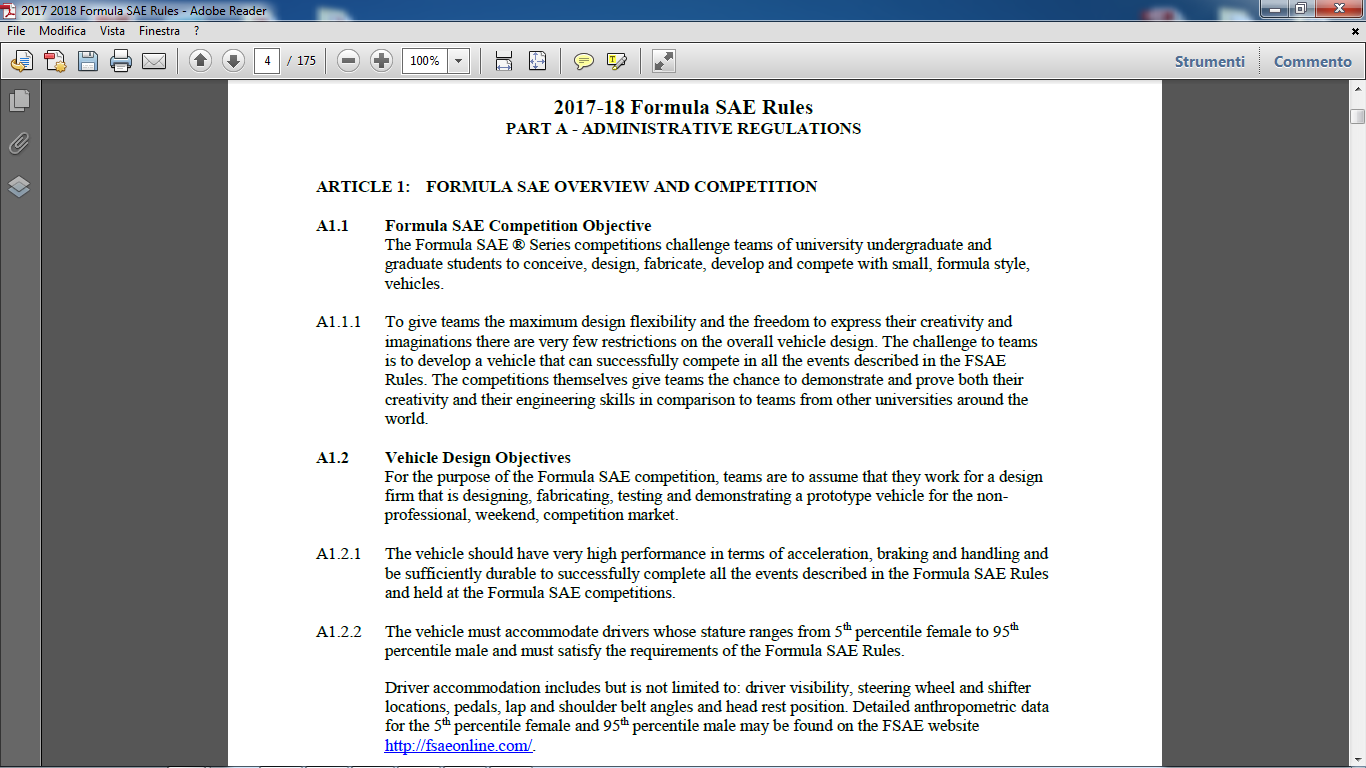 2017 2018 Formula SAE Rules - Adobe Reader
File Modifica Vista Finestra ?
4 / 175 100% Strumenti Commento
2017-18 Formula SAE Rules
PART A - ADMINISTRATIVE REGULATIONS
ARTICLE 1: FORMULA SAE OVERVIEW AND COMPETITION
A1.1 Formula SAE Competition Objective
The Formula SAE ® Series competitions challenge teams of university undergraduate and
graduate students to conceive, design, fabricate, develop and compete with small, formula style,
vehicles.
A1.1.1 To give teams the maximum design flexibility and the freedom to express their creativity and
imaginations there are very few restrictions on the overall vehicle design. The challenge to teams
is to develop a vehicle that can successfully compete in all the events described in the FSAE
Rules. The competitions themselves give teams the chance to demonstrate and prove both their
creativity and their engineering skills in comparison to teams from other universities around the
world.
A1.2 Vehicle Design Objectives
For the purpose of the Formula SAE competition, teams are to assume that they work for a design
firm that is designing, fabricating, testing and demonstrating a prototype vehicle for the non-
professional, weekend, competition market.
A1.2.1 The vehicle should have very high performance in terms of acceleration, braking and handling and
be sufficiently durable to successfully complete all the events described in the Formula SAE Rules
and held at the Formula SAE competitions.
A1.2.2 The vehicle must accommodate drivers whose stature ranges from 5th percentile female to 95th
percentile male and must satisfy the requirements of the Formula SAE Rules.
Driver accommodation includes but is not limited to: driver visibility, steering wheel and shifter
locations, pedals, lap and shoulder belt angles and head rest position. Detailed anthropometric data
for the 5th percentile female and 95th percentile male may be found on the FSAE website
http://fsaeonline.com/.